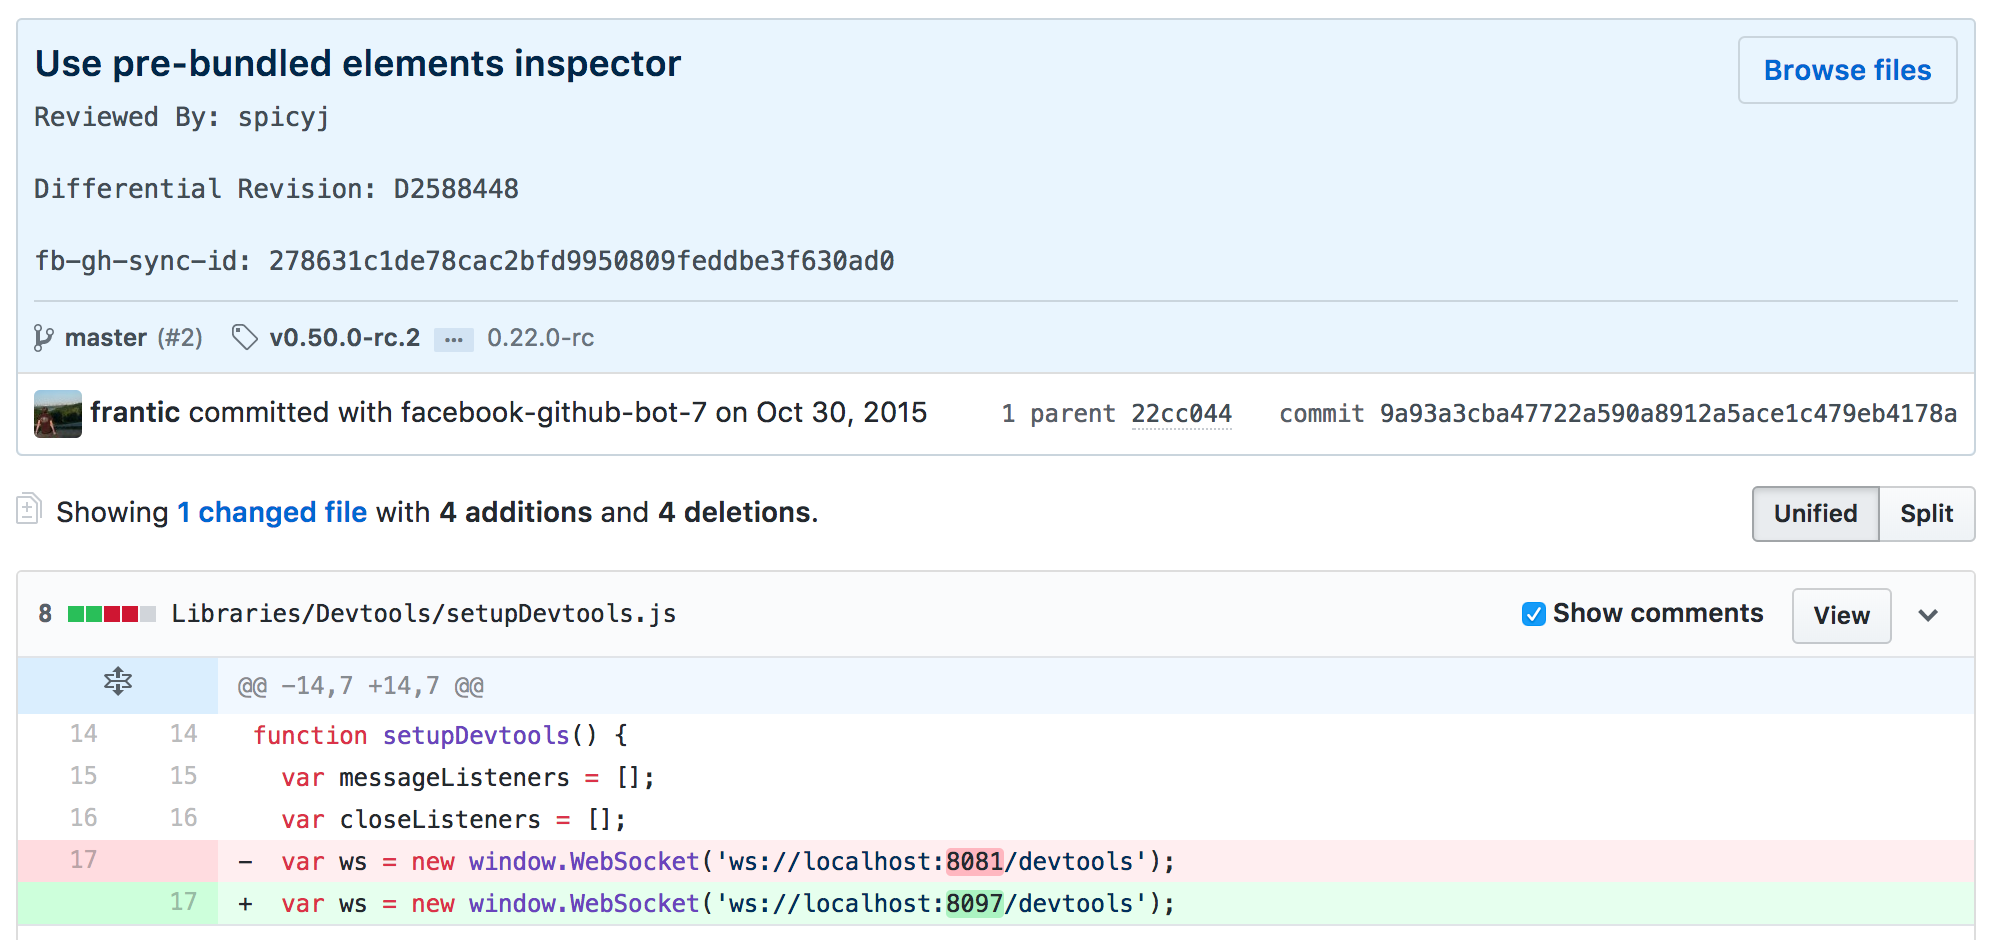 Use pre-bundled elements inspector
Browse files
Reviewed By: spicyj
Differential Revision: D2588448
fb-gh-sync-id: 278631c1de78cac2bfd9950809feddbe3f630ad0
master (#2) v0.50.0-rc.2 … 0.22.0-rc
frantic committed with facebook-github-bot-7 on Oct 30, 2015 1 parent 22cc044 commit 9a93a3cba47722a590a8912a5ace1c479eb4178a
Showing 1 changed file with 4 additions and 4 deletions. Unified Split
8 Libraries/Devtools/setupDevtools.js Show comments View
@@ -14,7 +14,7 @@
14 14 function setupDevtools() {
15 15 var messageListeners = [];
16 16 var closeListeners = [];
17 - var ws = new window.WebSocket('ws://localhost:8081/devtools');
17 + var ws = new window.WebSocket('ws://localhost:8097/devtools');